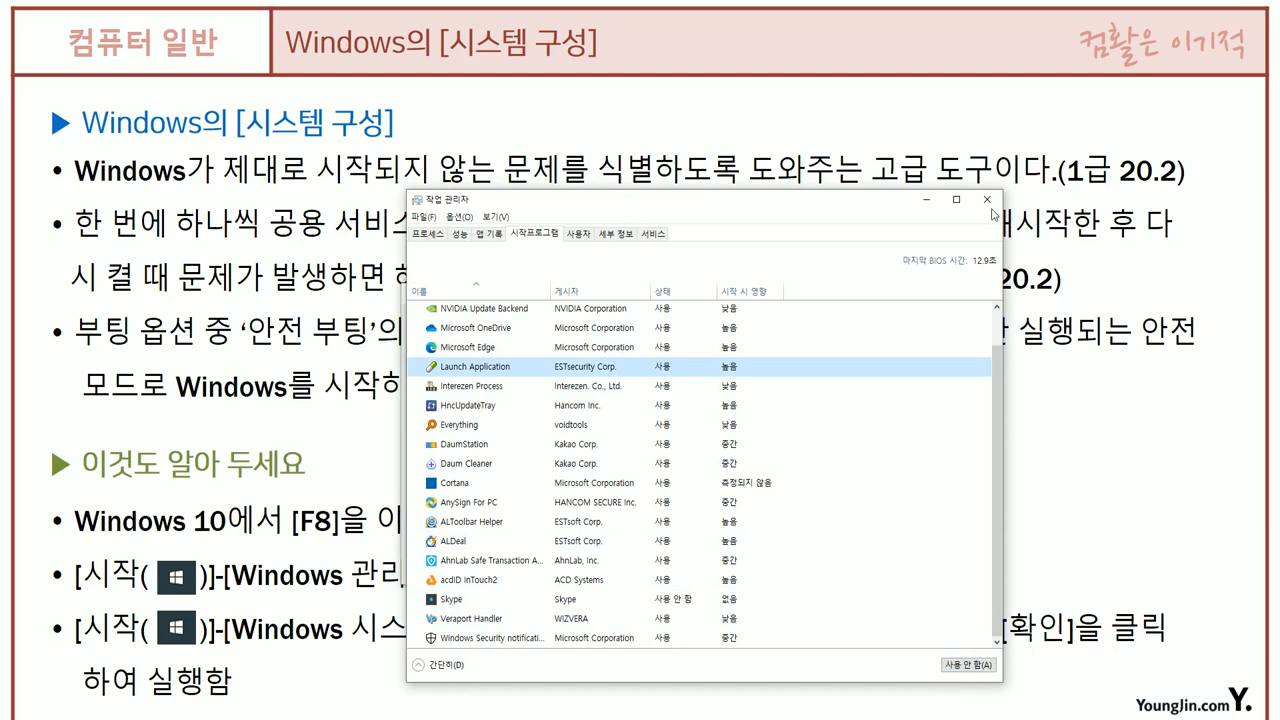 컴퓨터 일반
Windows의 [시스템 구성]
컴활은 이기적
▶ Windows의 [시스템 구성]
• Windows가 제대로 시작되지 않는 문제를 식별하도록 도와주는 고급 도구이다.(1급 20.2)
• 한 번에 하나씩 공용 서비스
재시작한 후 다
시 켤 때 문제가 발생하면 해
20.2)
• 부팅 옵션 중 ‘안전 부팅’의
실행되는 안전
모드로 Windows를 시작하
▶ 이것도 알아 두세요
• Windows 10에서 [F8]을 이
• [시작( )]-[Windows 관리
• [시작( )]-[Windows 시스
[확인]을 클릭
하여 실행함
작업 관리자
파일(F) 옵션(O) 보기(V)
프로세스 성능 앱 기록 시작프로그램 사용자 세부 정보 서비스
마지막 BIOS 시간: 12.9초
이름 게시자 상태 시작 시 영향
NVIDIA Update Backend NVIDIA Corporation 사용 낮음
Microsoft OneDrive Microsoft Corporation 사용 높음
Microsoft Edge Microsoft Corporation 사용 높음
Launch Application ESTsecurity Corp. 사용 높음
Interezen Process Interezen. Co., Ltd. 사용 낮음
HncUpdateTray Hancom Inc. 사용 높음
Everything voidtools 사용 낮음
DaumStation Kakao Corp. 사용 중간
Daum Cleaner Kakao Corp. 사용 중간
Cortana Microsoft Corporation 사용 측정되지 않음
AnySign For PC HANCOM SECURE Inc. 사용 중간
ALToolbar Helper ESTsoft Corp. 사용 높음
ALDeal ESTsoft Corp. 사용 높음
AhnLab Safe Transaction A... AhnLab, Inc. 사용 중간
acdID InTouch2 ACD Systems 사용 높음
Skype Skype 사용 안 함 없음
Veraport Handler WIZVERA 사용 낮음
Windows Security notificati... Microsoft Corporation 사용 중간
간단히(D)
사용 안 함(A)
YoungJin.com Y.